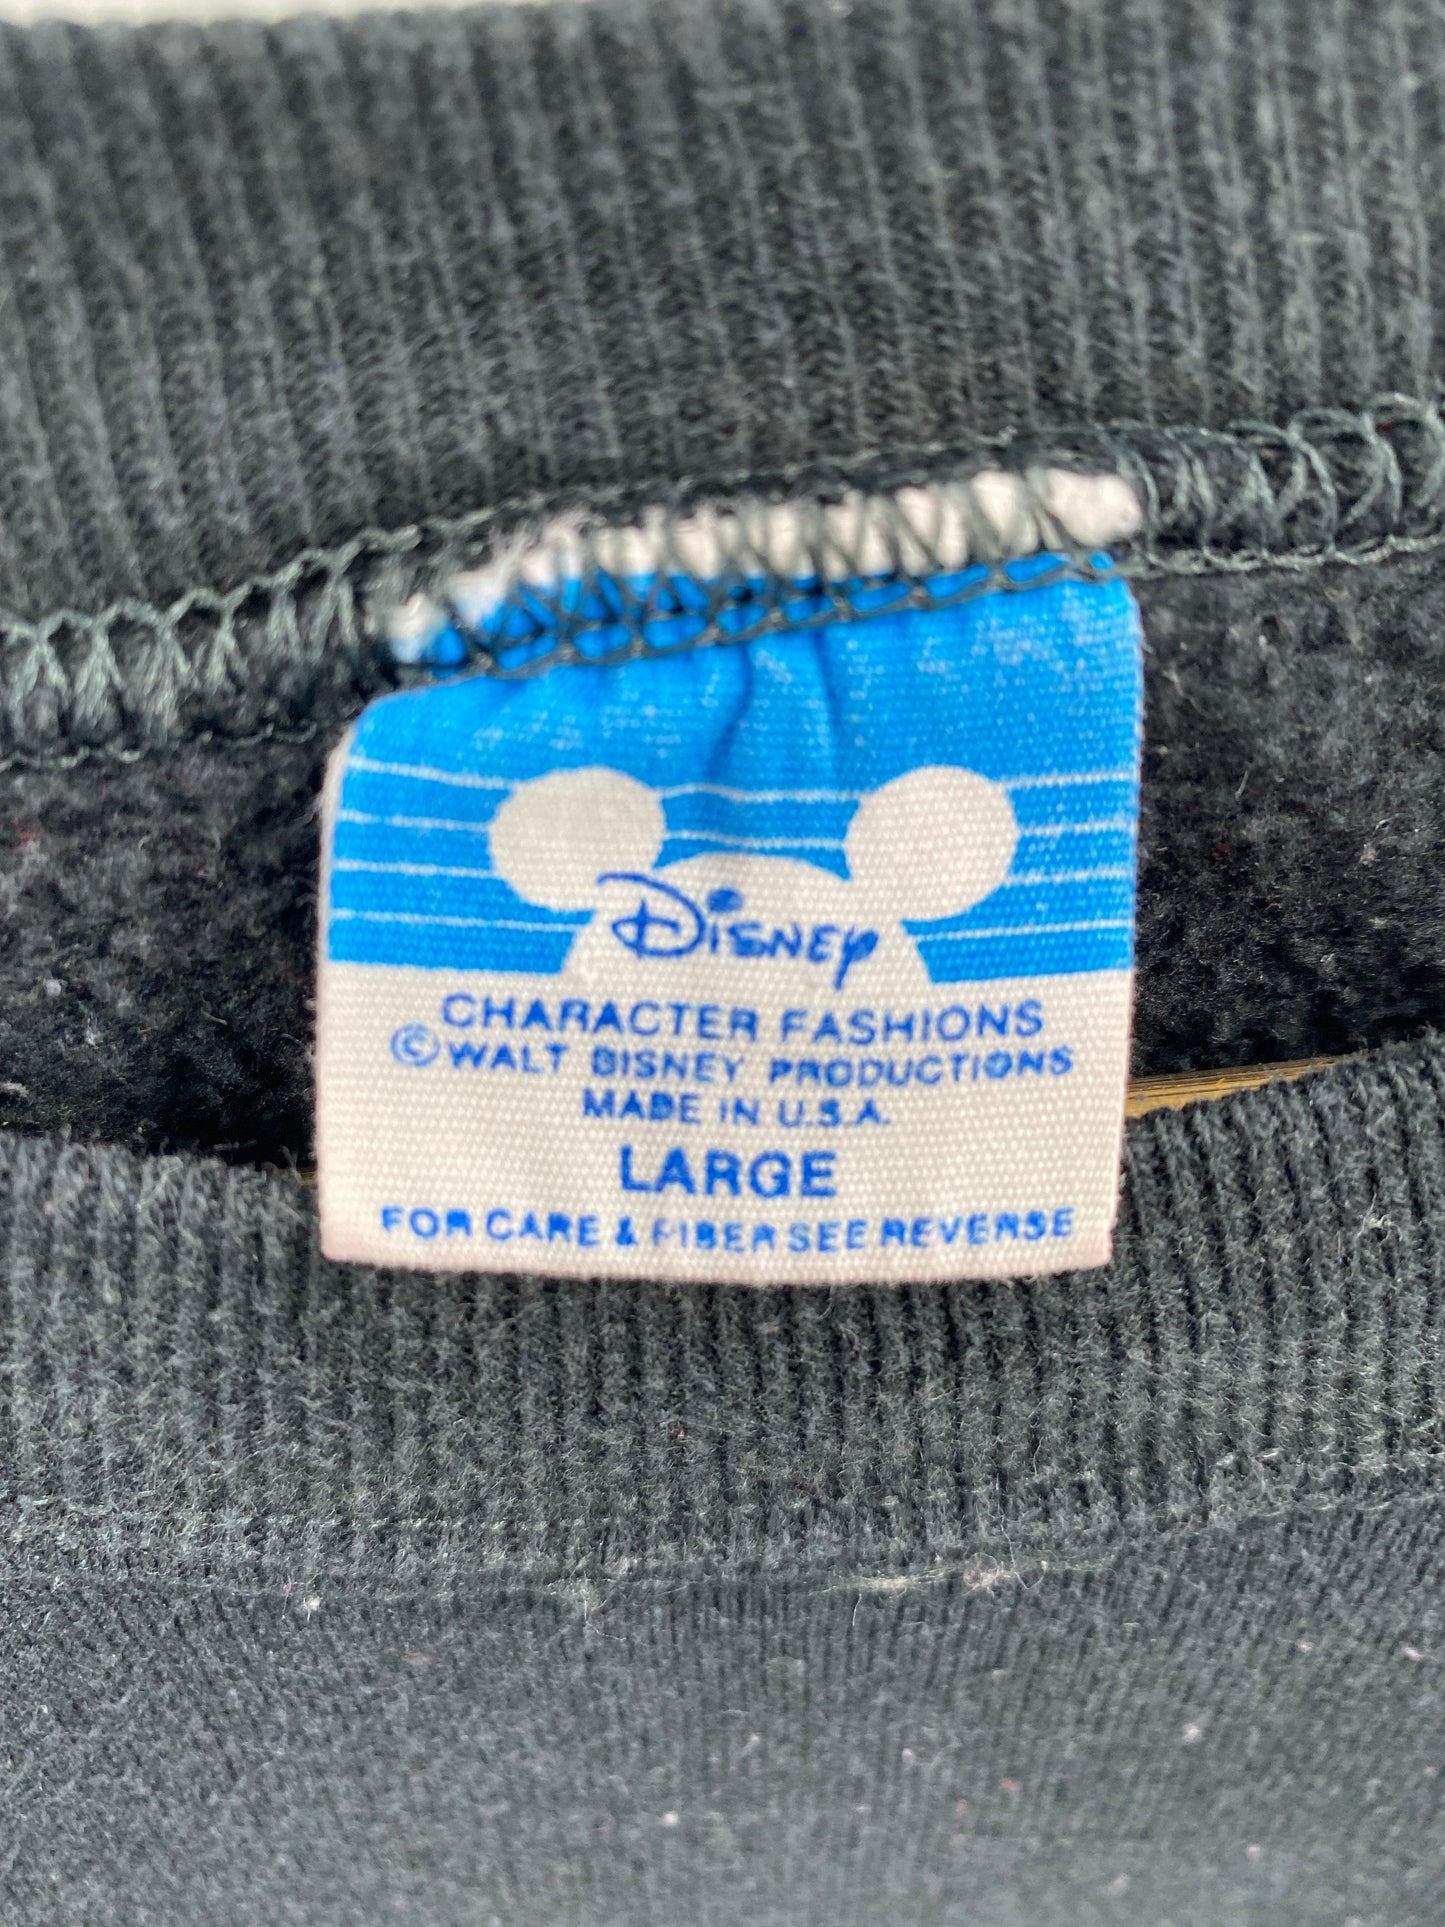 Disney
CHARACTER FASHIONS
© WALT DISNEY PRODUCTIONS
MADE IN U.S.A.
LARGE
FOR CARE & FIBER SEE REVERSE